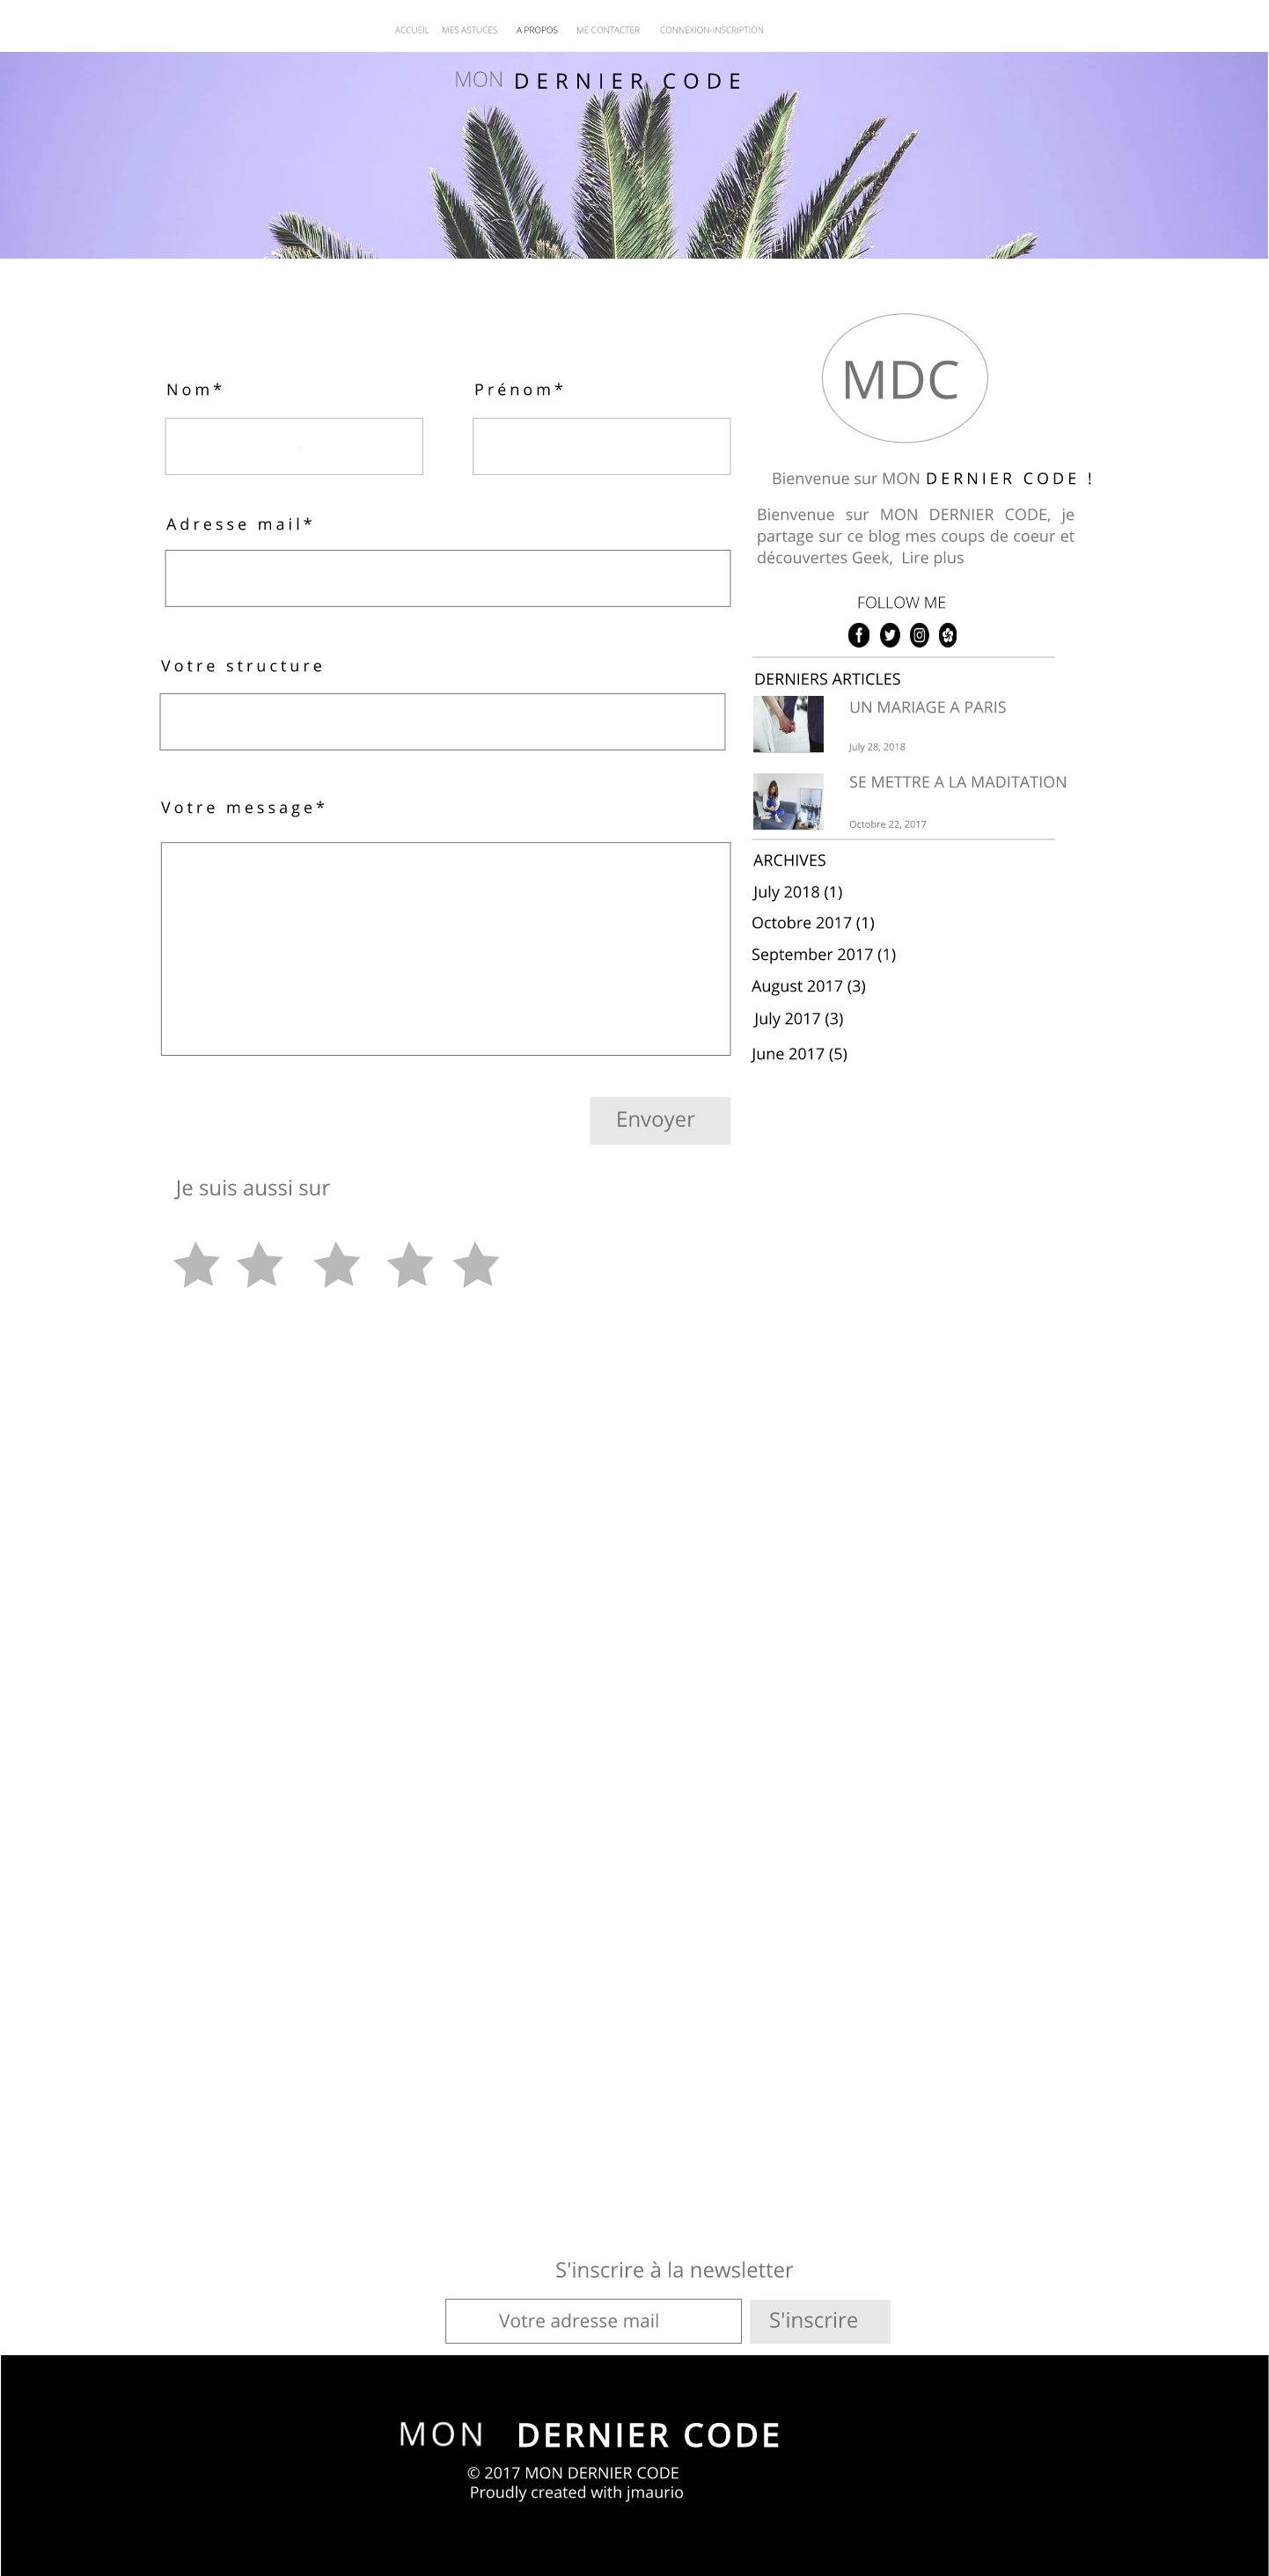 ACCUEIL MES ASTUCES A PROPOS ME CONTACTER CONNEXION-INSCRIPTION
MON DERNIER CODE
Nom* Prénom*
Adresse mail*
Votre structure
Votre message*
Envoyer
Je suis aussi sur
MDC
Bienvenue sur MON DERNIER CODE !
Bienvenue sur MON DERNIER CODE, je
partage sur ce blog mes coups de coeur et
découvertes Geek, Lire plus
FOLLOW ME
DERNIERS ARTICLES
UN MARIAGE A PARIS
July 28, 2018
SE METTRE A LA MADITATION
Octobre 22, 2017
ARCHIVES
July 2018 (1)
Octobre 2017 (1)
September 2017 (1)
August 2017 (3)
July 2017 (3)
June 2017 (5)
S'inscrire à la newsletter
Votre adresse mail S'inscrire
MON DERNIER CODE
© 2017 MON DERNIER CODE
Proudly created with jmaurio